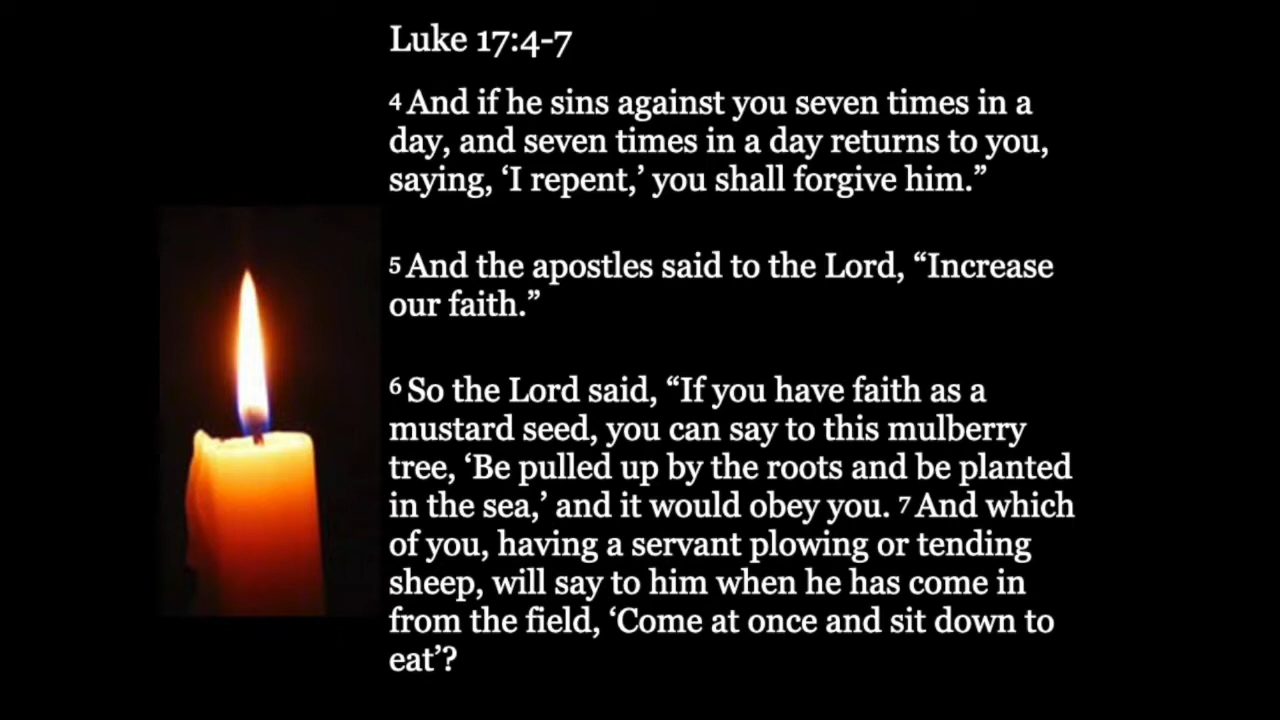 Luke 17:4-7
4 And if he sins against you seven times in a
day, and seven times in a day returns to you,
saying, ‘I repent,’ you shall forgive him.”
5 And the apostles said to the Lord, “Increase
our faith.”
6 So the Lord said, “If you have faith as a
mustard seed, you can say to this mulberry
tree, ‘Be pulled up by the roots and be planted
in the sea,’ and it would obey you. 7 And which
of you, having a servant plowing or tending
sheep, will say to him when he has come in
from the field, ‘Come at once and sit down to
eat’?